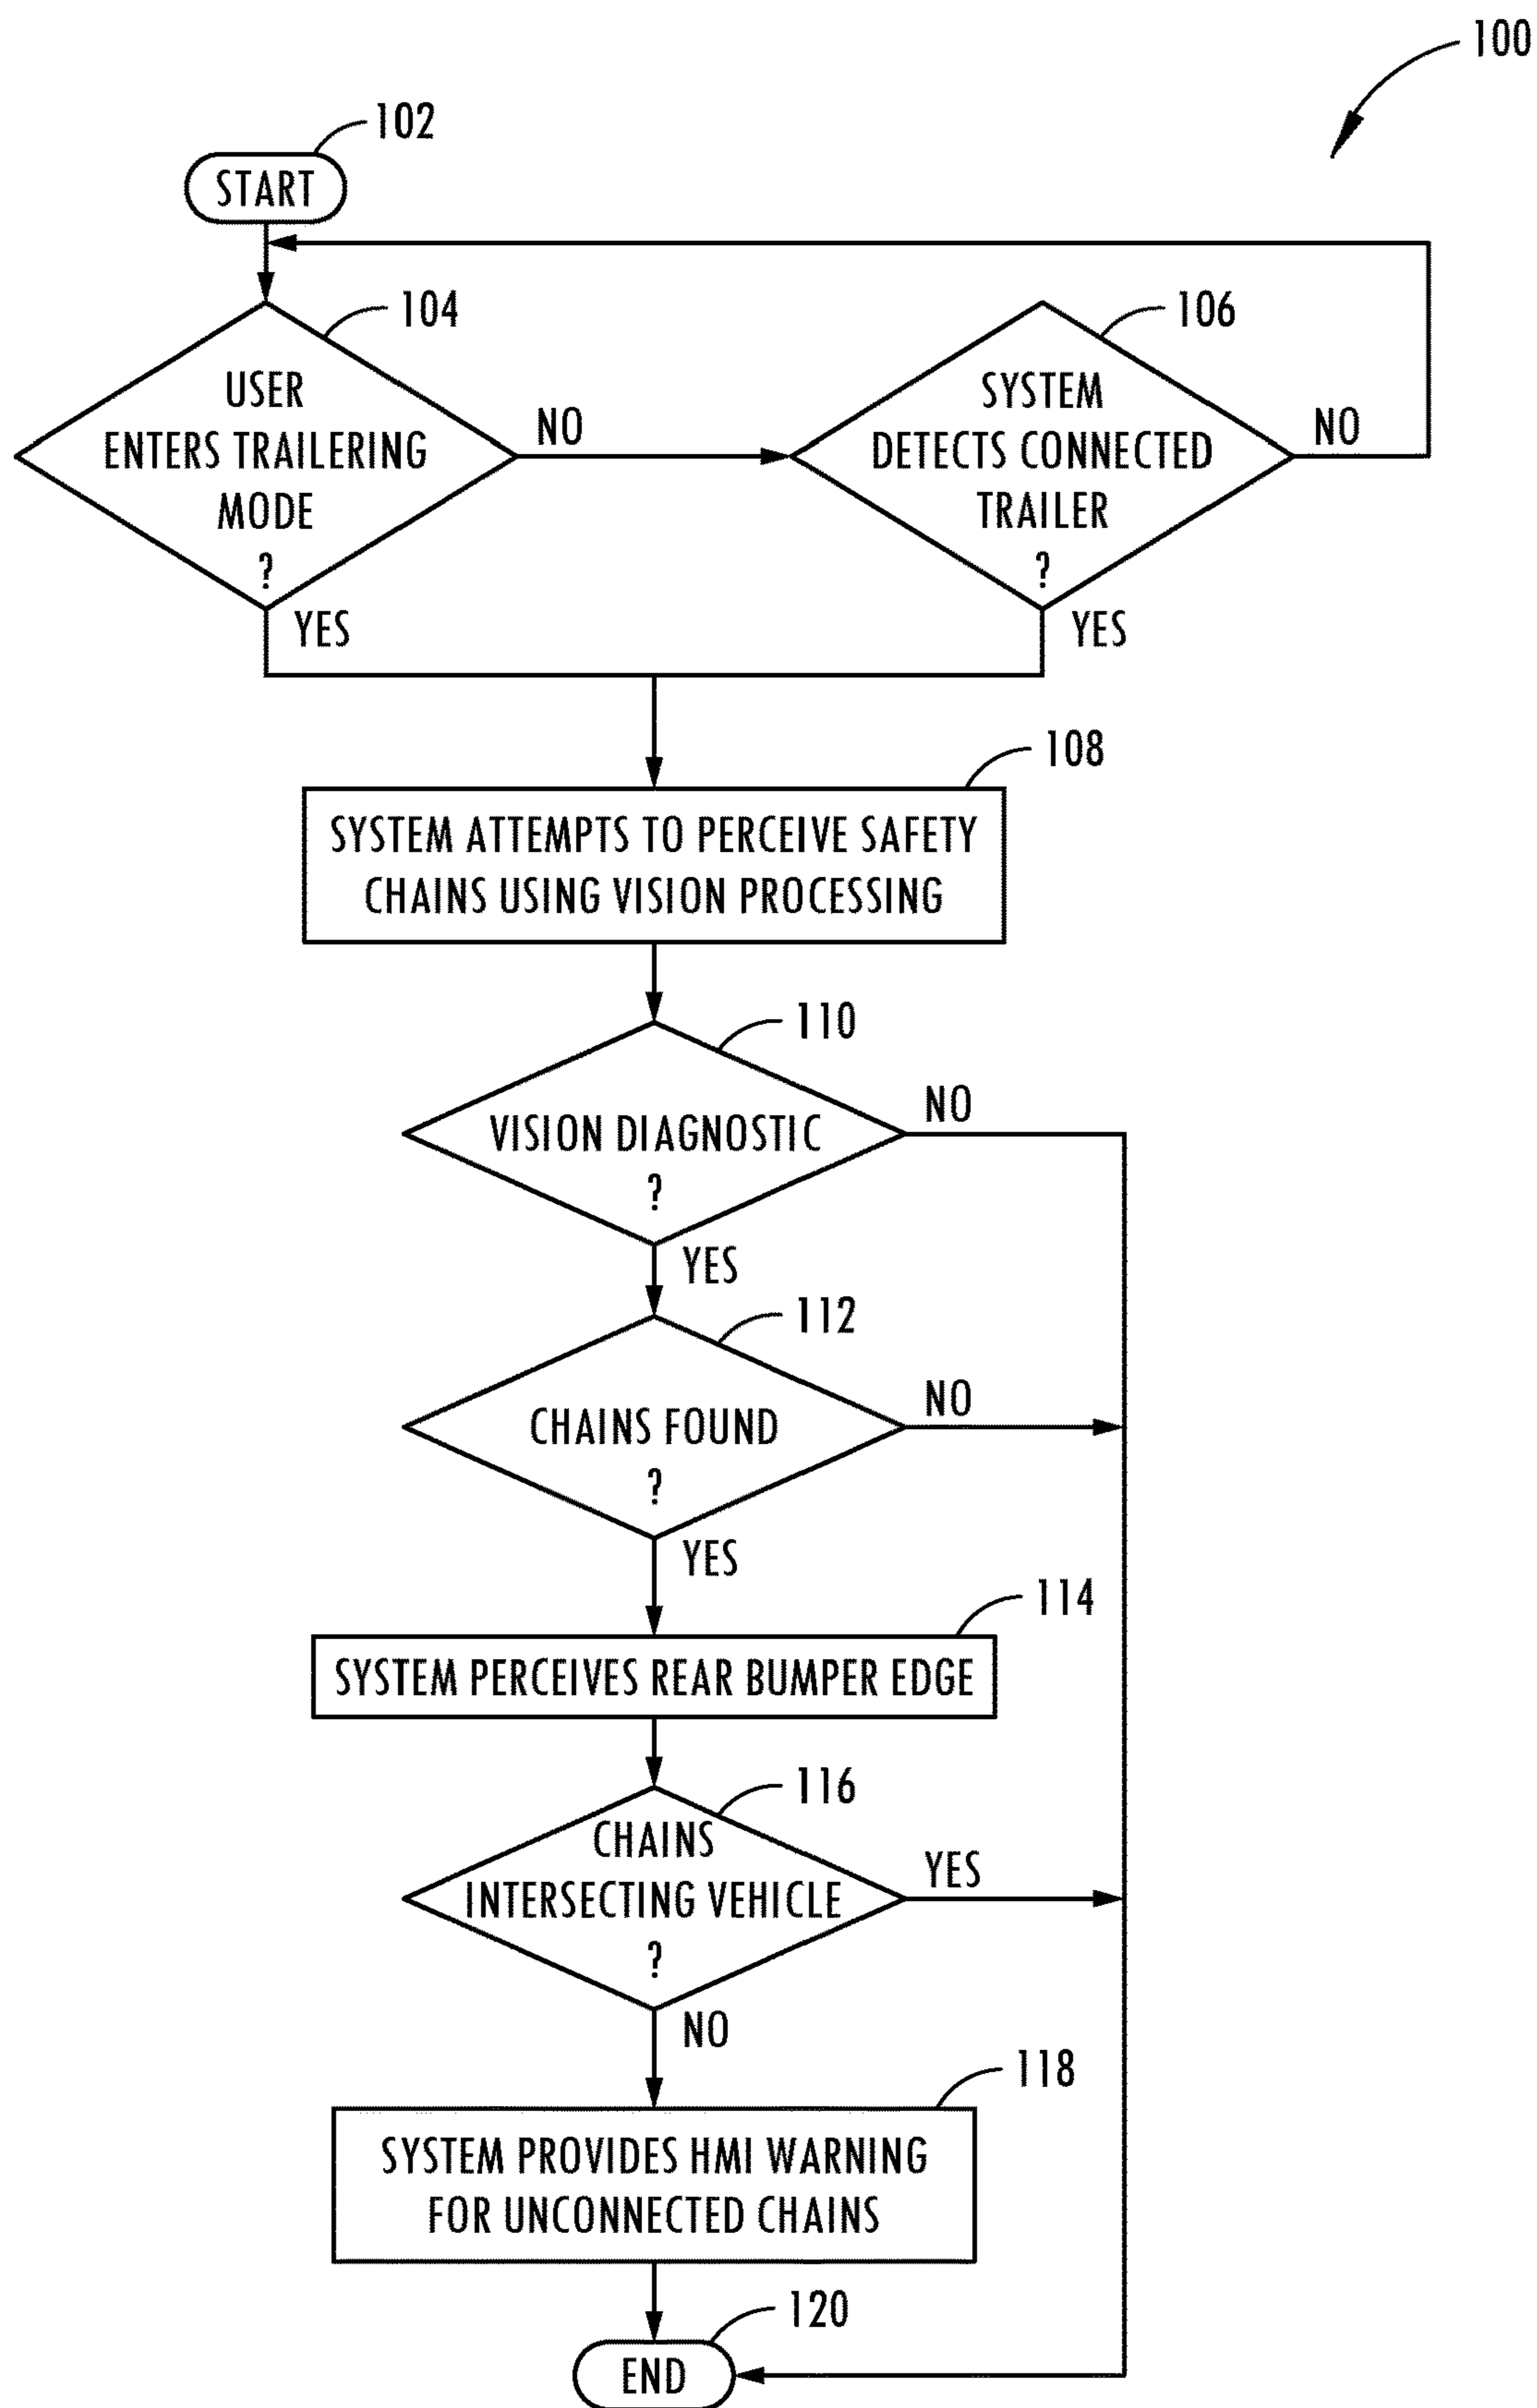 100
102
START
104
106
USER
ENTERS TRAILERING
MODE
?
NO
SYSTEM
DETECTS CONNECTED
TRAILER
?
NO
YES
YES
108
SYSTEM ATTEMPTS TO PERCEIVE SAFETY
CHAINS USING VISION PROCESSING
110
VISION DIAGNOSTIC
?
NO
YES
112
CHAINS FOUND
?
NO
YES
114
SYSTEM PERCEIVES REAR BUMPER EDGE
116
CHAINS
INTERSECTING VEHICLE
?
YES
NO
118
SYSTEM PROVIDES HMI WARNING
FOR UNCONNECTED CHAINS
120
END